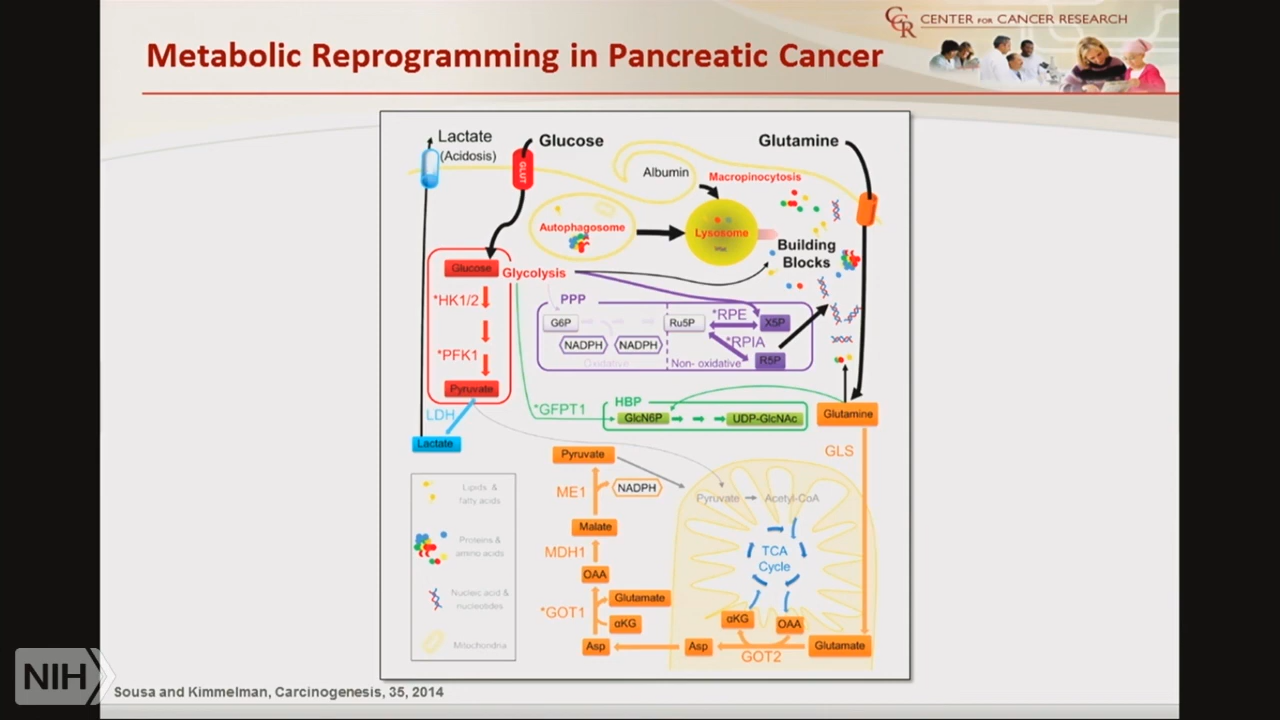 CCR CENTER FOR CANCER RESEARCH
Metabolic Reprogramming in Pancreatic Cancer
Lactate
(Acidosis)
GLUT
Glucose
Glutamine
Albumin
Macropinocytosis
Autophagosome
Lysosome
Building
Blocks
Glucose
Glycolysis
*HK1/2
*PFK1
Pyruvate
LDH
Lactate
PPP
G6P
NADPH
NADPH
Oxidative
Ru5P
*RPE
X5P
*RPIA
R5P
Non- oxidative
*GFPT1
HBP
GlcN6P
UDP-GlcNAc
Glutamine
GLS
Pyruvate
ME1
NADPH
Malate
MDH1
OAA
*GOT1
Glutamate
αKG
Asp
Pyruvate
Acetyl-CoA
TCA
Cycle
αKG
OAA
Asp
GOT2
Glutamate
Lipids &
fatty acids
Proteins &
amino acids
Nucleic acid &
nucleotides
Mitochondria
NIH
Sousa and Kimmelman, Carcinogenesis, 35, 2014